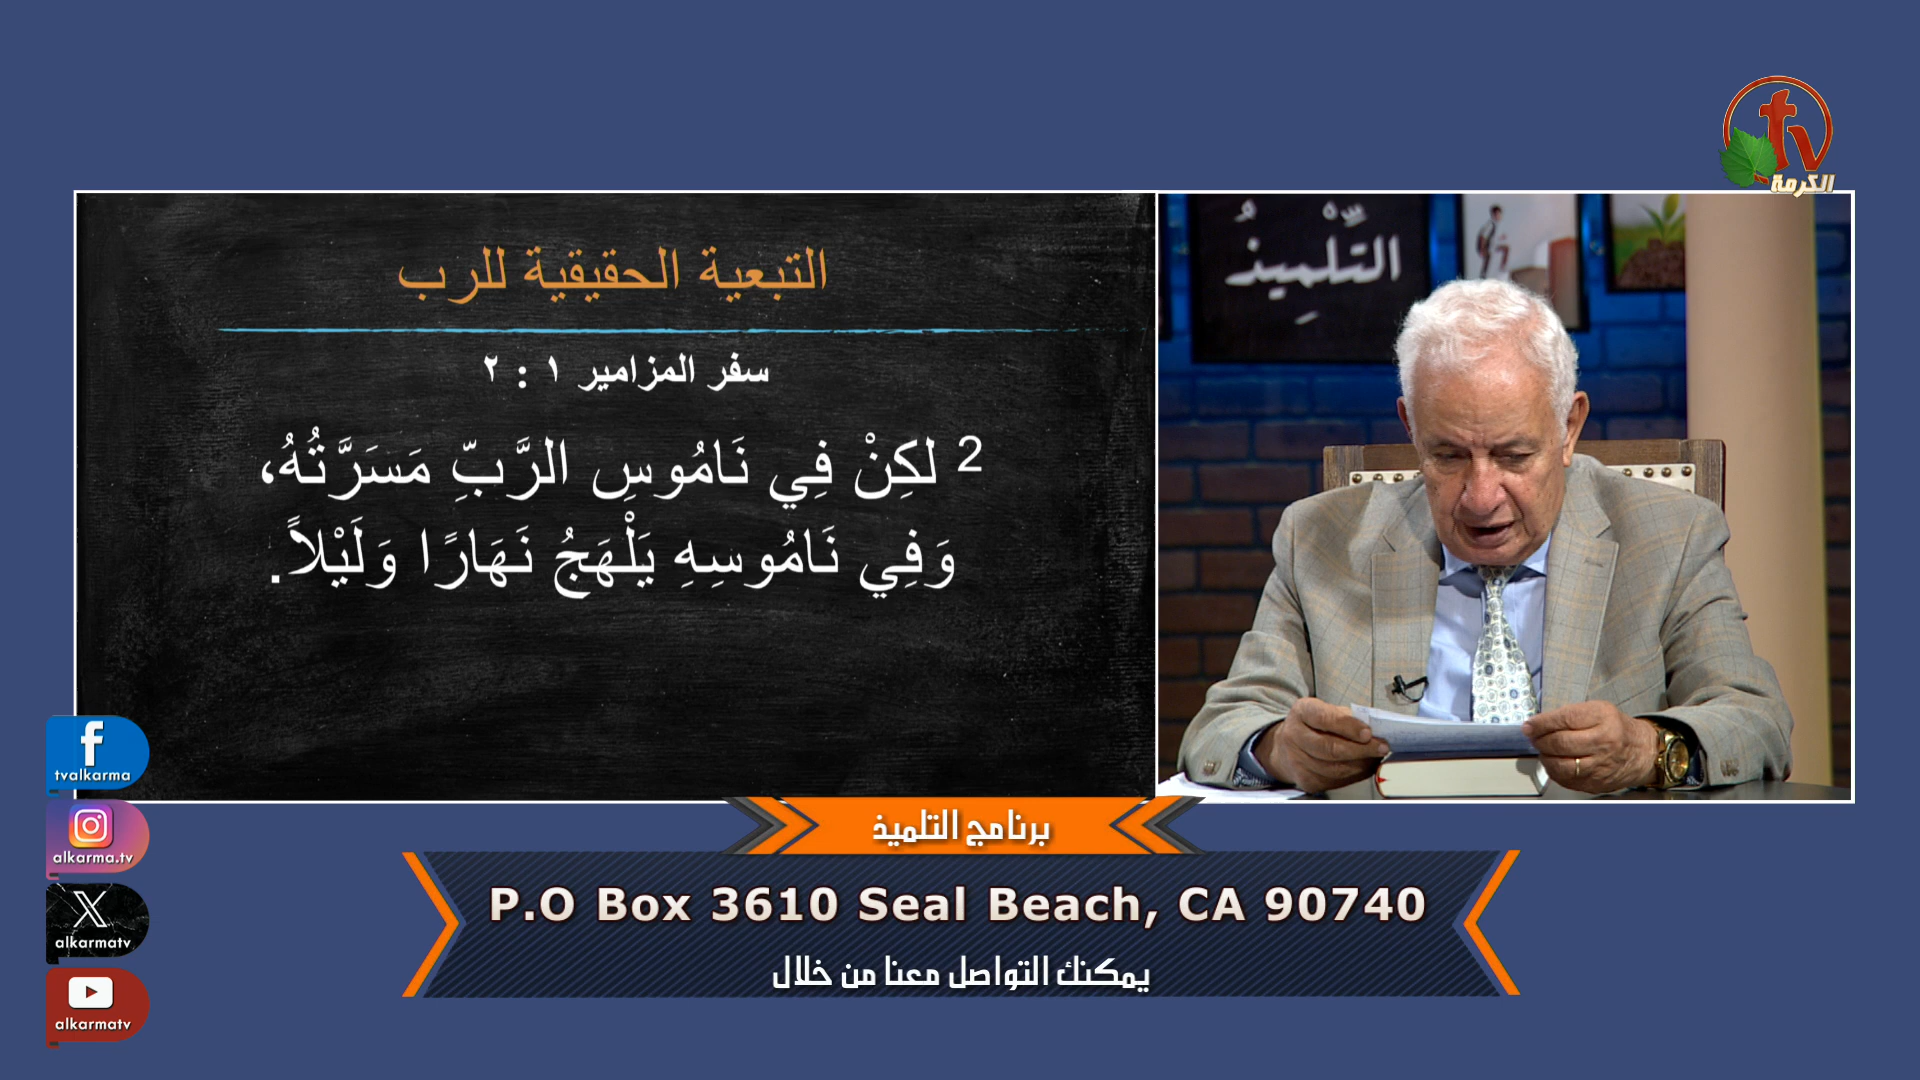 tv
الكرمة
التبعية الحقيقية للرب
سفر المزامير ١ : ٢
2 لكِنْ فِي نَامُوسِ الرَّبِّ مَسَرَّتُهُ،
وَفِي نَامُوسِهِ يَلْهَجُ نَهَارًا وَلَيْلاً.
التِّلْمِيذُ
tvalkarma
alkarma.tv
alkarmatv
alkarmatv
برنامج التلميذ
P.O Box 3610 Seal Beach, CA 90740
يمكنك التواصل معنا من خلال